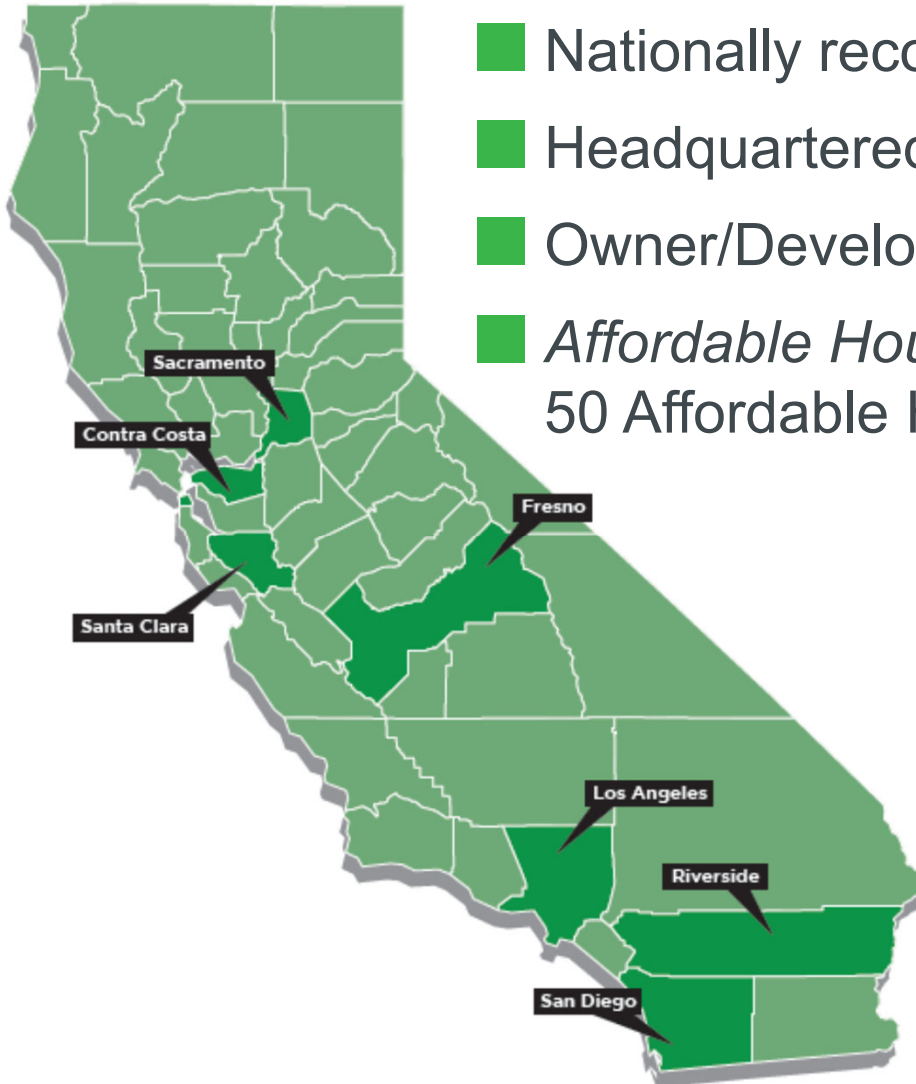 Nationally reco
Headquartered
Owner/Develo
Affordable Hou
50 Affordable
Sacramento
Contra Costa
Fresno
Santa Clara
Los Angeles
Riverside
San Diego